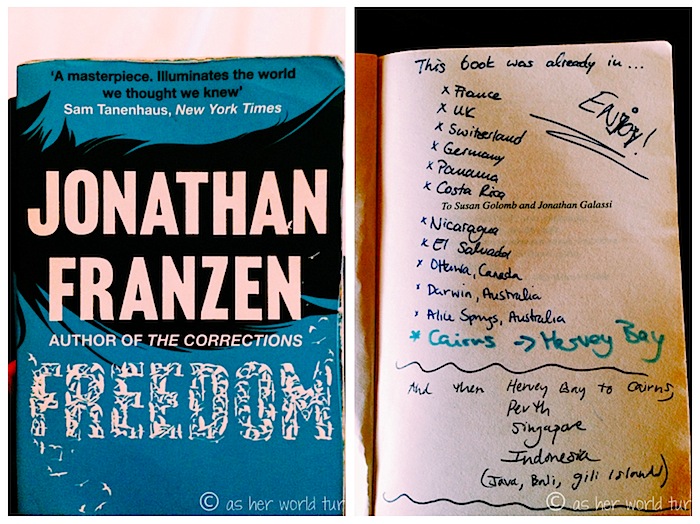 'A masterpiece. Illuminates the world
we thought we knew'
Sam Tanenhaus, New York Times
JONATHAN
FRANZEN
AUTHOR OF THE CORRECTIONS
FREEDOM
© as her world tur
This book was already in ...
Enjoy!
x France
x UK
x Switzerland
x Germany
x Panama
x Costa Rica
To Susan Golomb and Jonathan Galassi
x Nicaragua
x El Salvador
x Ottawa, Canada
x Darwin, Australia
x Alice Springs, Australia
* Cairns → Hervey Bay
And then Hervey Bay to Cairns
Perth
Singapore
Indonesia
(Java, Bali, gili islands)
© as her world tur